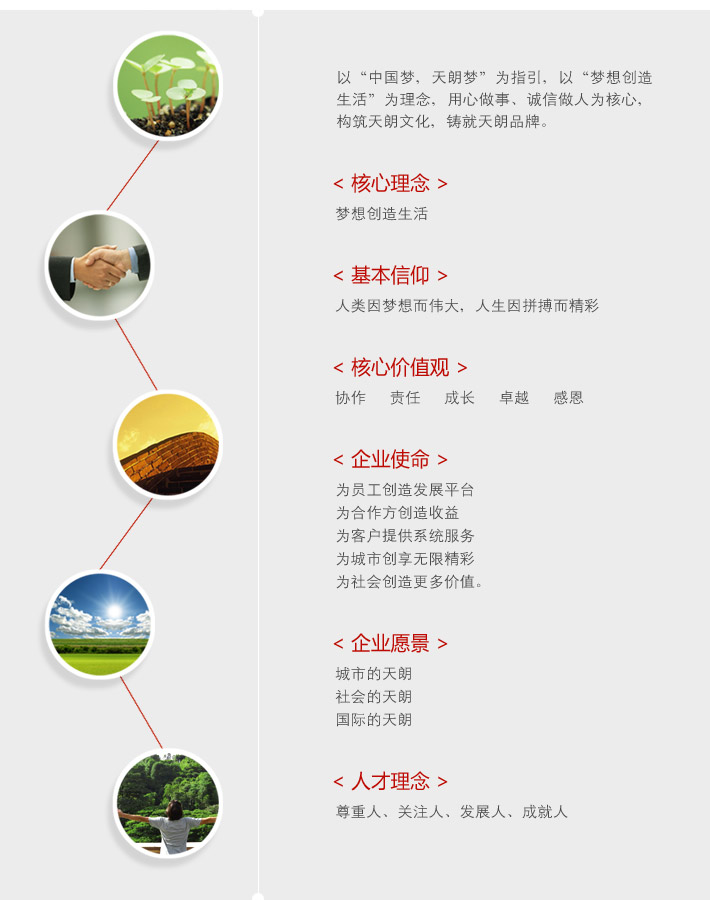 以“中国梦，天朗梦”为指引，以“梦想创造
生活”为理念，用心做事、诚信做人为核心，
构筑天朗文化，铸就天朗品牌。
< 核心理念 >
梦想创造生活
< 基本信仰 >
人类因梦想而伟大，人生因拼搏而精彩
< 核心价值观 >
协作 责任 成长 卓越 感恩
< 企业使命 >
为员工创造发展平台
为合作方创造收益
为客户提供系统服务
为城市创享无限精彩
为社会创造更多价值。
< 企业愿景 >
城市的天朗
社会的天朗
国际的天朗
< 人才理念 >
尊重人、关注人、发展人、成就人